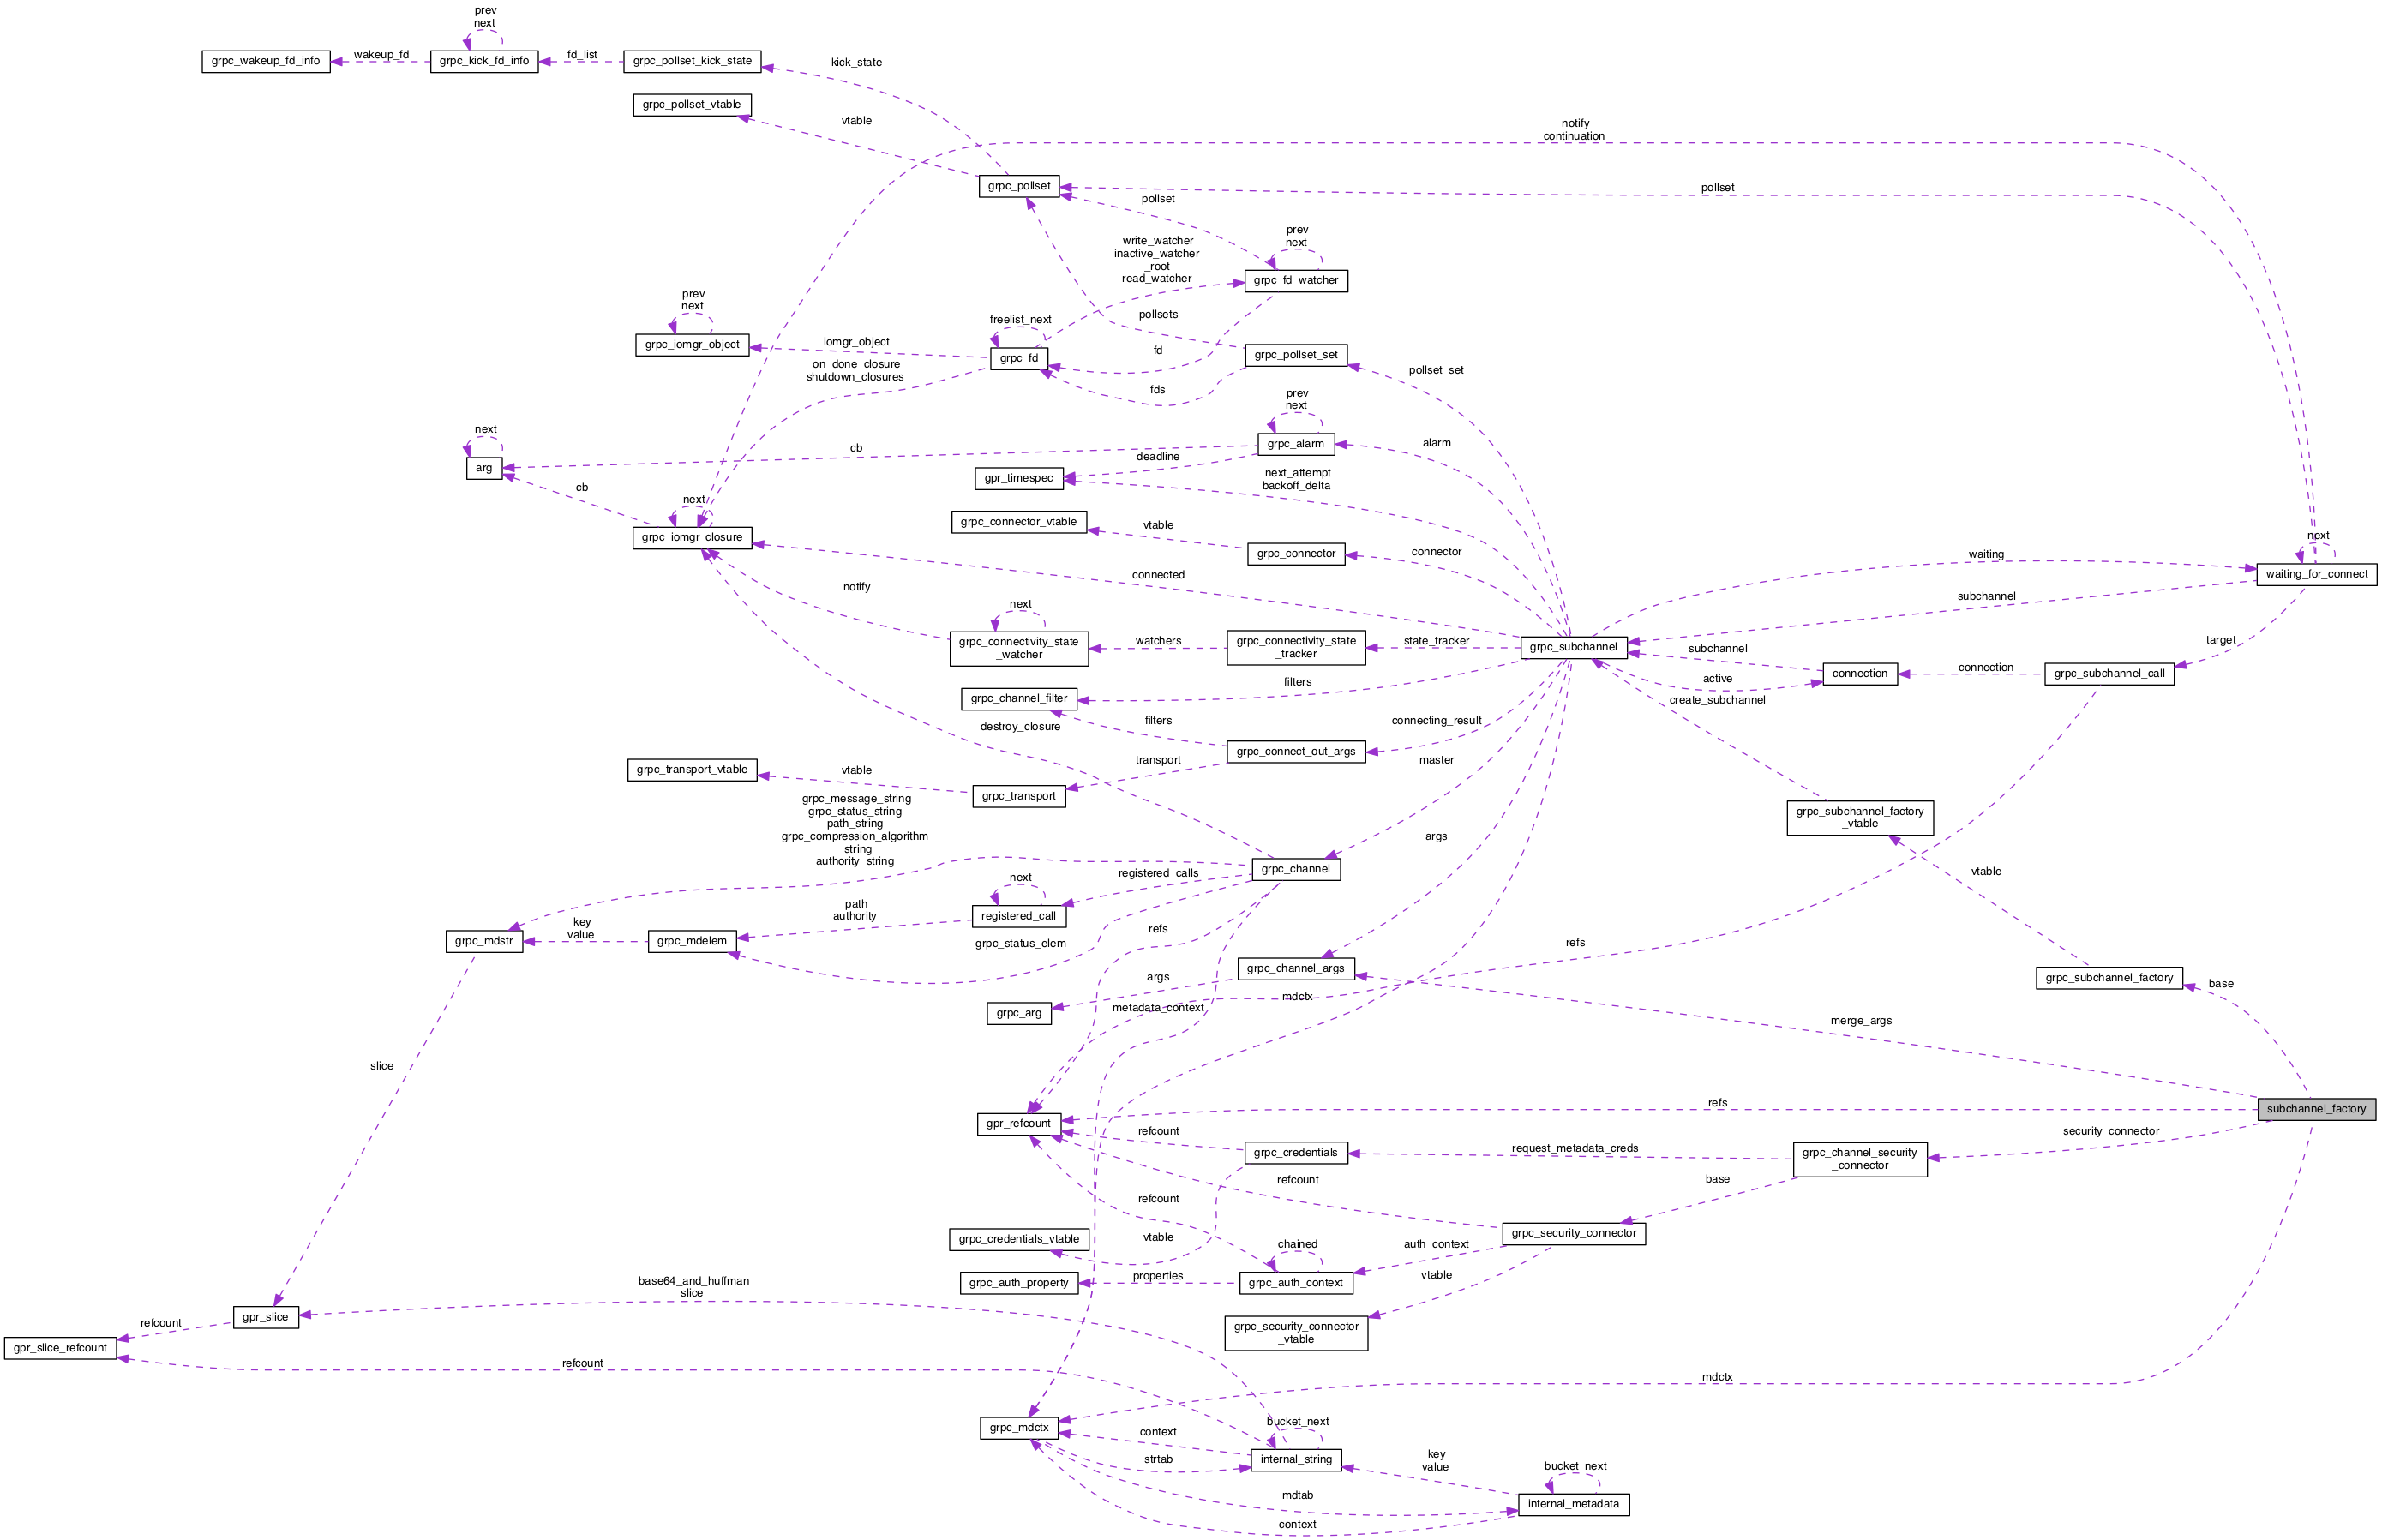 prev
next
grpc_wakeup_fd_info
wakeup_fd
grpc_kick_fd_info
fd_list
grpc_pollset_kick_state
kick_state
grpc_pollset_vtable
vtable
notify
continuation
grpc_pollset
pollset
pollset
write_watcher
inactive_watcher
_root
read_watcher
prev
next
grpc_fd_watcher
prev
next
grpc_iomgr_object
iomgr_object
freelist_next
grpc_fd
pollsets
fd
grpc_pollset_set
on_done_closure
shutdown_closures
fds
pollset_set
prev
next
grpc_alarm
alarm
next
arg
cb
deadline
gpr_timespec
next_attempt
backoff_delta
cb
next
grpc_iomgr_closure
grpc_connector_vtable
vtable
grpc_connector
connector
next
waiting_for_connect
waiting
connected
notify
subchannel
next
grpc_connectivity_state
_watcher
watchers
grpc_connectivity_state
_tracker
state_tracker
grpc_subchannel
subchannel
target
connection
connection
grpc_subchannel_call
active
create_subchannel
grpc_channel_filter
filters
filters
connecting_result
destroy_closure
grpc_connect_out_args
master
transport
grpc_transport_vtable
vtable
grpc_transport
grpc_subchannel_factory
_vtable
grpc_message_string
grpc_status_string
path_string
grpc_compression_algorithm
_string
authority_string
args
grpc_channel
registered_calls
vtable
next
registered_call
path
authority
key
value
grpc_mdstr
grpc_mdelem
grpc_status_elem
refs
refs
grpc_channel_args
args
grpc_arg
grpc_subchannel_factory
base
mdctx
metadata_context
merge_args
slice
refs
subchannel_factory
gpr_refcount
refcount
grpc_credentials
request_metadata_creds
grpc_channel_security
_connector
security_connector
refcount
base
refcount
grpc_credentials_vtable
vtable
grpc_security_connector
chained
auth_context
grpc_auth_property
properties
grpc_auth_context
vtable
base64_and_huffman
slice
gpr_slice
refcount
gpr_slice_refcount
grpc_security_connector
_vtable
refcount
mdctx
grpc_mdctx
context
bucket_next
internal_string
strtab
key
value
bucket_next
internal_metadata
mdtab
context